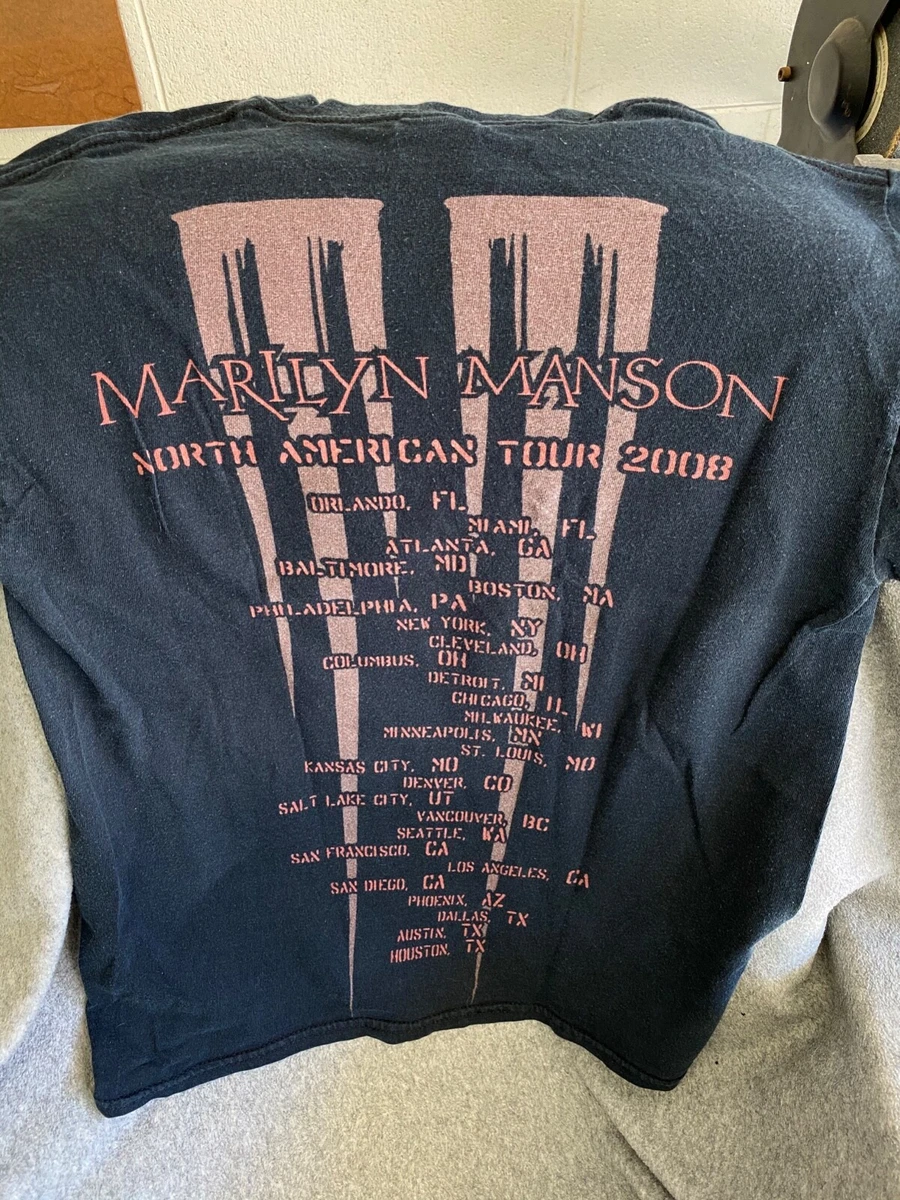 MARILYN MANSON
NORTH AMERICAN TOUR 2008
ORLANDO, FL
MIAMI, FL
ATLANTA, GA
BALTIMORE, MD
BOSTON, MA
PHILADELPHIA, PA
NEW YORK, NY
CLEVELAND, OH
COLUMBUS, OH
DETROIT, MI
CHICAGO, IL
MILWAUKEE, WI
MINNEAPOLIS, MN
ST. LOUIS, MO
KANSAS CITY, MO
DENVER, CO
SALT LAKE CITY, UT
VANCOUVER, BC
SEATTLE, WA
SAN FRANCISCO, CA
LOS ANGELES, CA
SAN DIEGO, CA
PHOENIX, AZ
DALLAS, TX
AUSTIN, TX
HOUSTON, TX